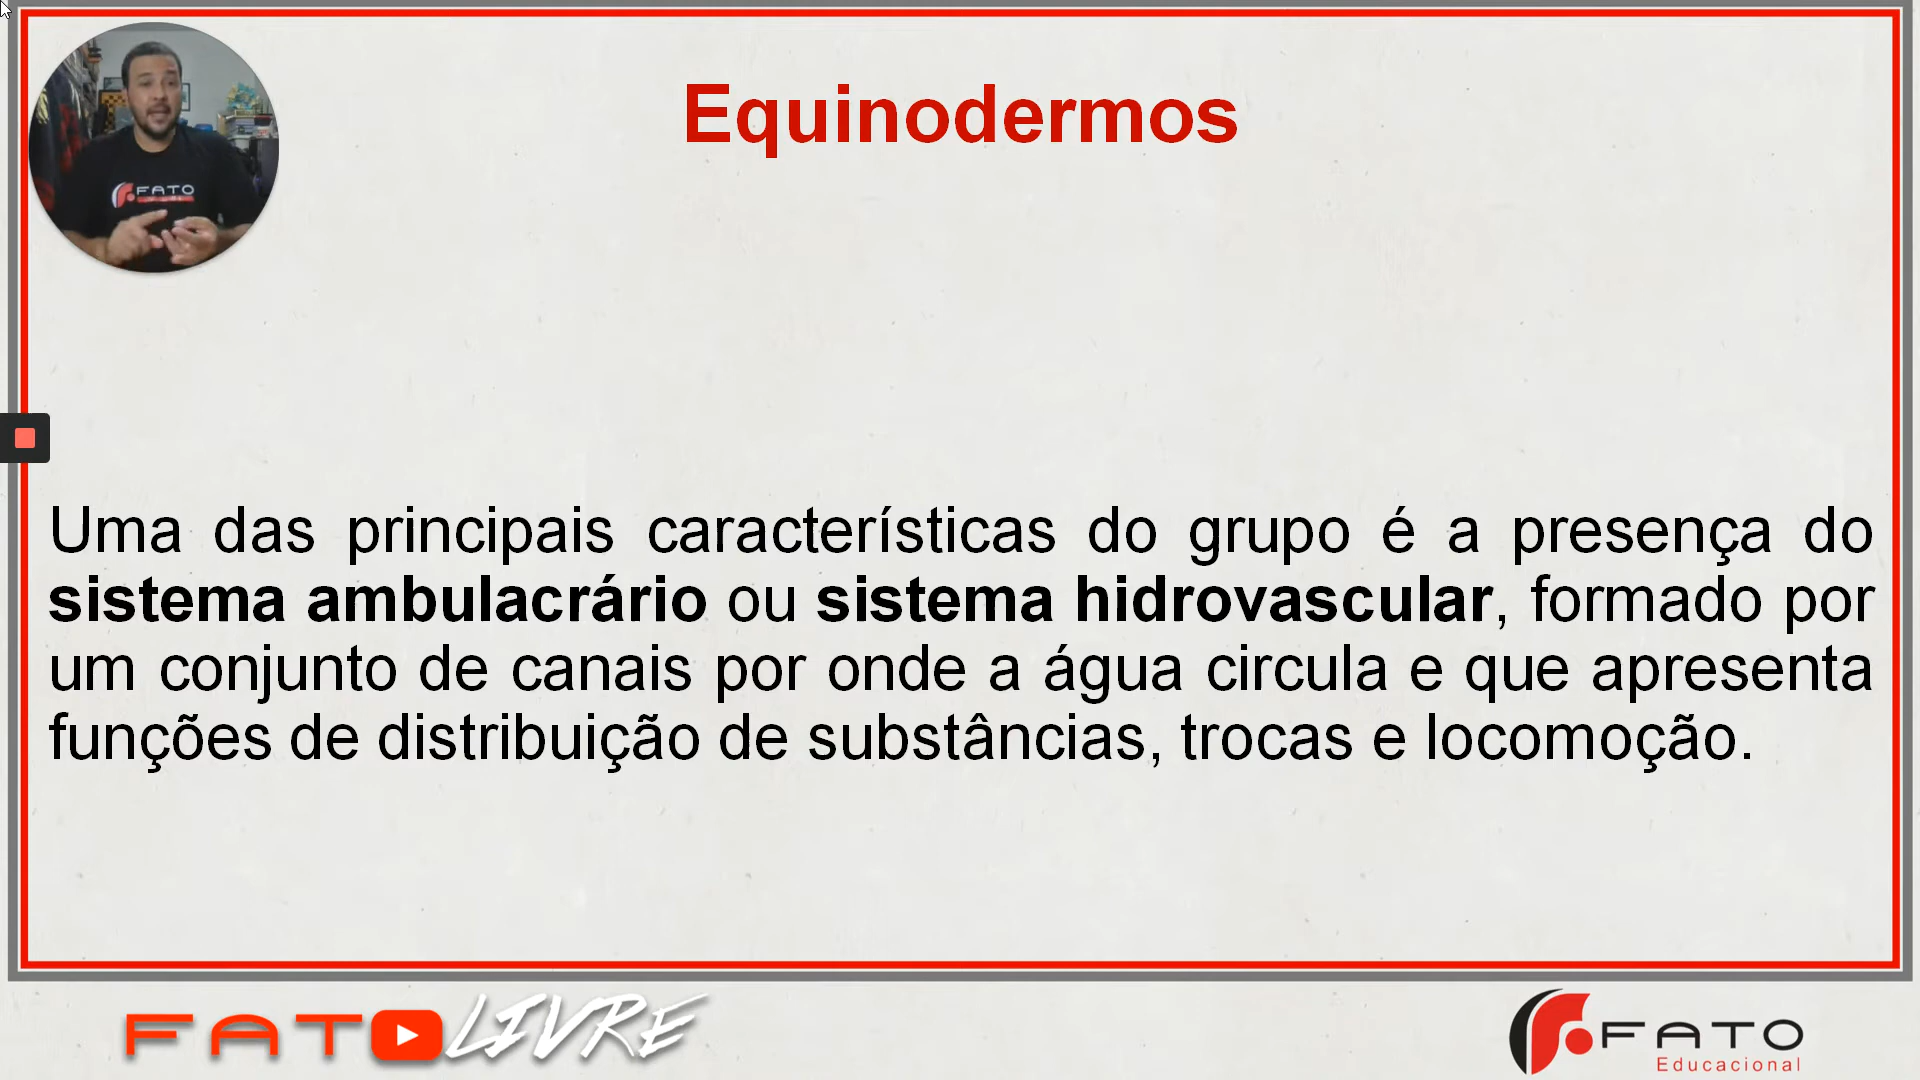 Equinodermos
FATO
Uma das principais características do grupo é a presença do
sistema ambulacrário ou sistema hidrovascular, formado por
um conjunto de canais por onde a água circula e que apresenta
funções de distribuição de substâncias, trocas e locomoção.
FATO LIVRE
FATO
Educacional